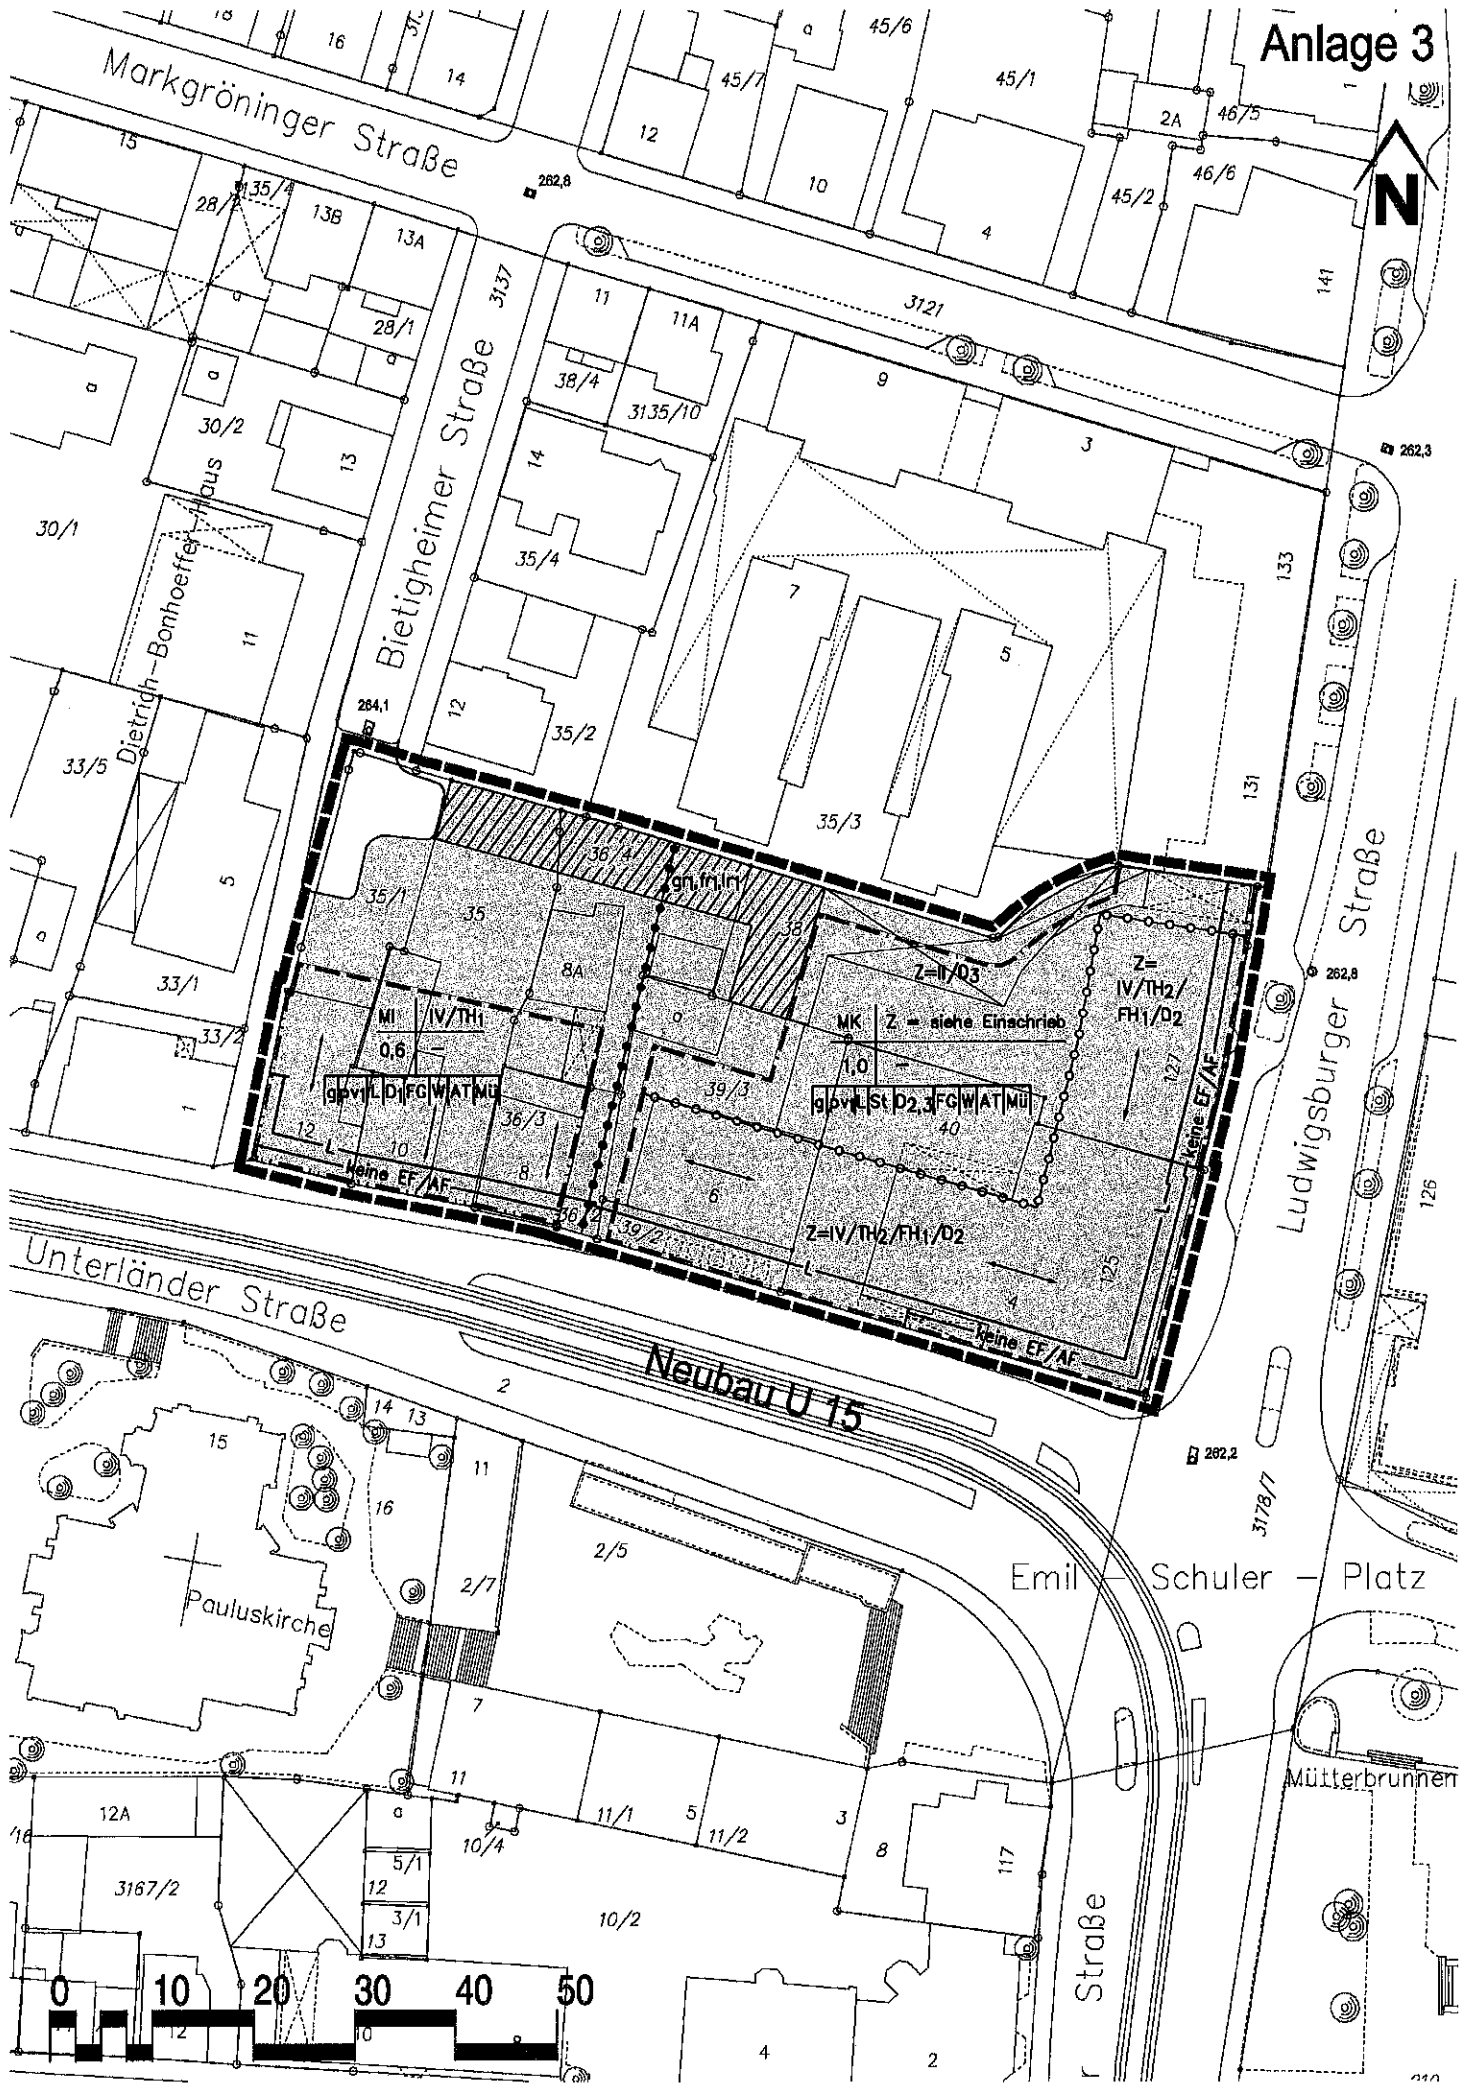 Anlage 3
18
16
14
45/6
a
45/7
45/1
12
10
4
2A
46/5
46/6
45/2
N
141
Markgröninger Straße
262,8
15
13B
13A
28/1
a
3137
3121
11
11A
38/4
3135/10
9
3
262,3
a
a
30/2
13
14
30/1
Dietrich-Bonhoeffer-Haus
11
Bietigheimer Straße
35/4
7
5
133
131
264,1
12
35/2
35/3
33/5
5
a
33/1
33/2
1
35/1
35
36/4
gr, fr, lr
38
8A
a
Z=II/D3
Z=
IV/TH2/
FH1/D2
127
262,8
Ludwigsburger Straße
MI
IV/TH1
0,6
–
g pv1 L D1 FG W AT Mü
MK
Z = siehe Einschrieb
1,0
–
g pv1 L St D2,3 FG W AT Mü
36/3
39/3
40
12
10
8
6
L
keine EF/AF
36/2
39/2
Z=IV/TH2/FH1/D2
L
4
125
keine EF/AF
keine EF/AF
L
126
Unterländer Straße
2
Neubau U 15
262,2
3178/7
14
13
15
16
11
2/7
2/5
Pauluskirche
Emil – Schuler – Platz
7
11
11/1
5
11/2
3
8
117
Mütterbrunnen
12A
a
10/4
5/1
12
3/1
13
3167/2
10/2
0 10 20 30 40 50
12
10
4
2
r Straße